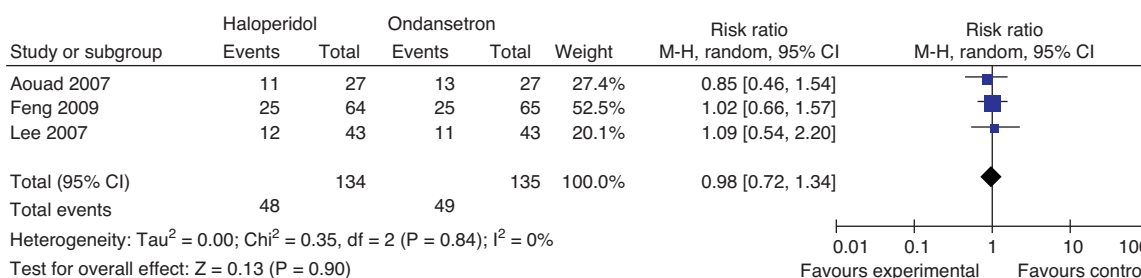 Haloperidol Ondansetron Risk ratio Risk ratio
Study or subgroup Events Total Events Total Weight M-H, random, 95% CI M-H, random, 95% CI
Aouad 2007 11 27 13 27 27.4% 0.85 [0.46, 1.54]
Feng 2009 25 64 25 65 52.5% 1.02 [0.66, 1.57]
Lee 2007 12 43 11 43 20.1% 1.09 [0.54, 2.20]
Total (95% CI) 134 135 100.0% 0.98 [0.72, 1.34]
Total events 48 49
Heterogeneity: Tau² = 0.00; Chi² = 0.35, df = 2 (P = 0.84); I² = 0%
Test for overall effect: Z = 0.13 (P = 0.90)
0.01 0.1 1 10 100
Favours experimental Favours control